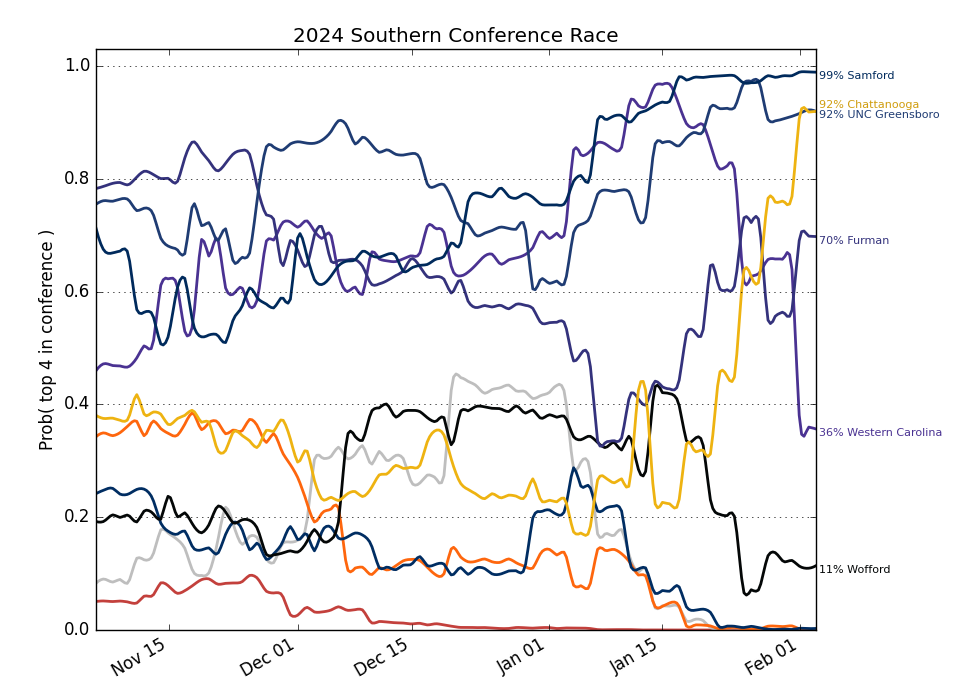 2024 Southern Conference Race
Prob( top 4 in conference )
1.0
0.8
0.6
0.4
0.2
0.0
Nov 15
Dec 01
Dec 15
Jan 01
Jan 15
Feb 01
99% Samford
92% Chattanooga
92% UNC Greensboro
70% Furman
36% Western Carolina
11% Wofford